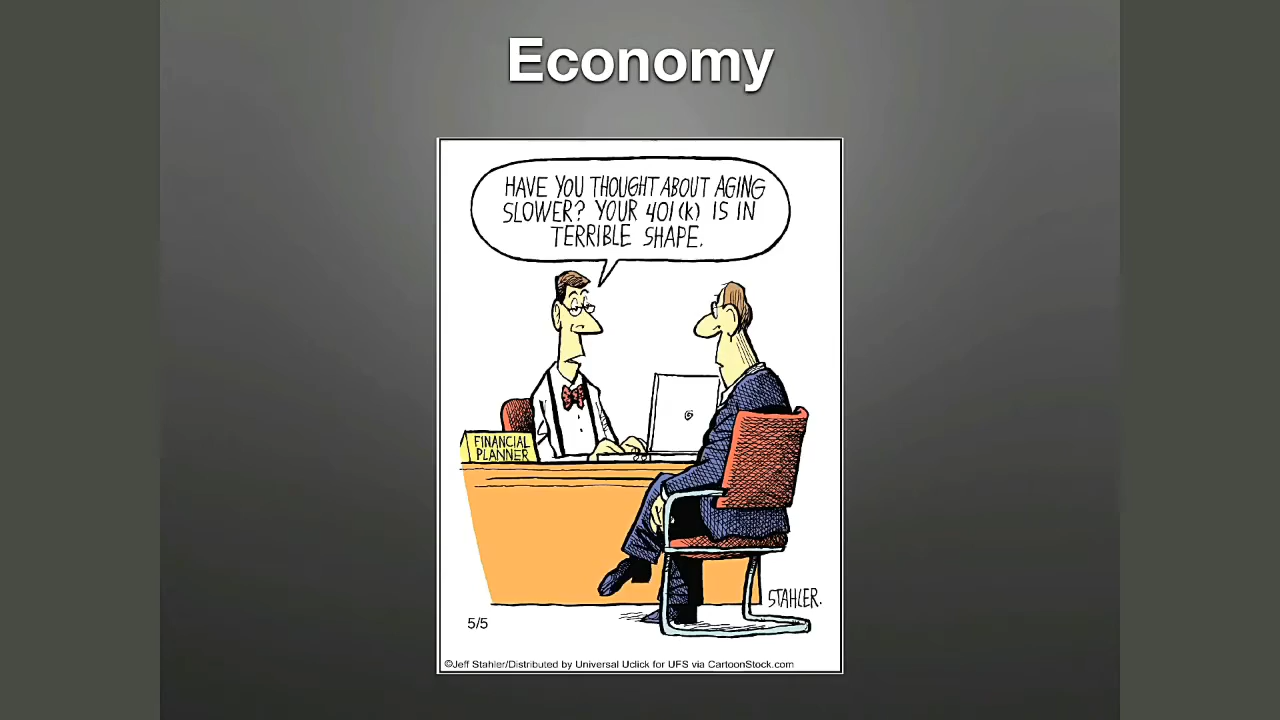 Economy
HAVE YOU THOUGHT ABOUT AGING
SLOWER? YOUR 401(K) IS IN
TERRIBLE SHAPE.
FINANCIAL
PLANNER
STAHLER.
5/5
©Jeff Stahler/Distributed by Universal Uclick for UFS via CartoonStock.com